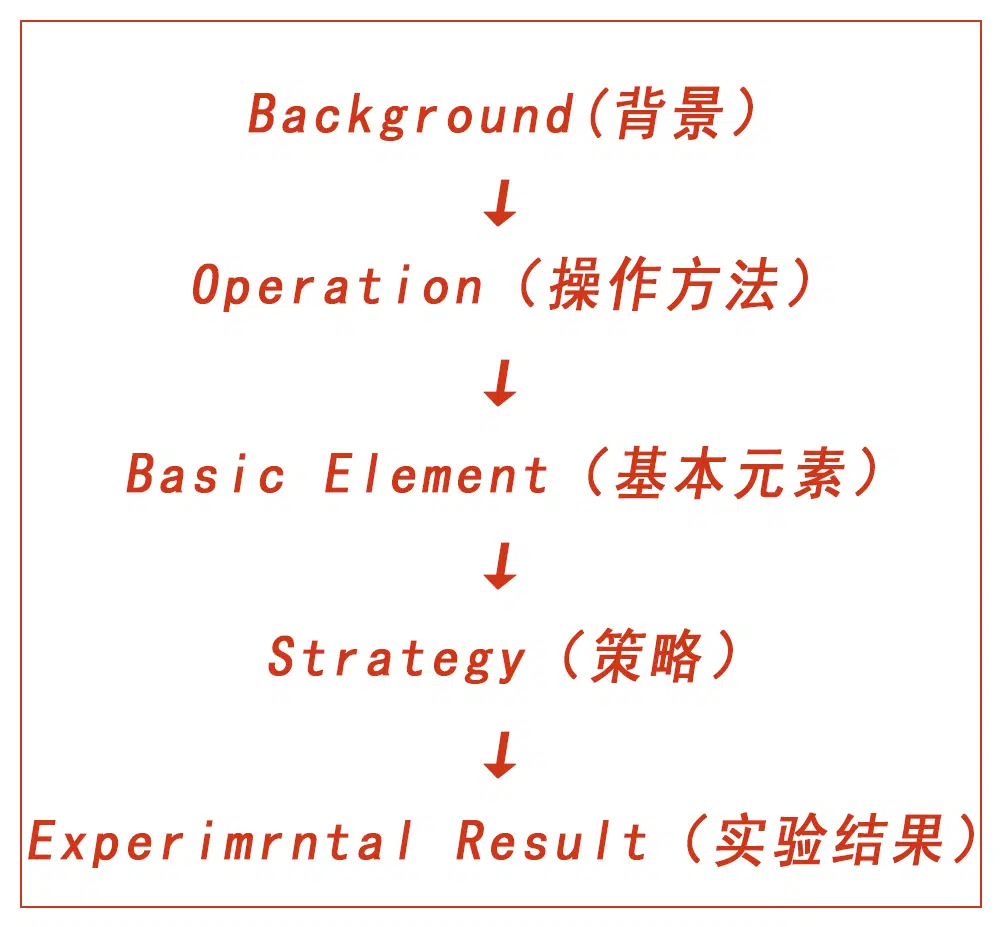 Background(背景）
↓
Operation（操作方法）
↓
Basic Element（基本元素）
↓
Strategy（策略）
↓
Experimrntal Result（实验结果）